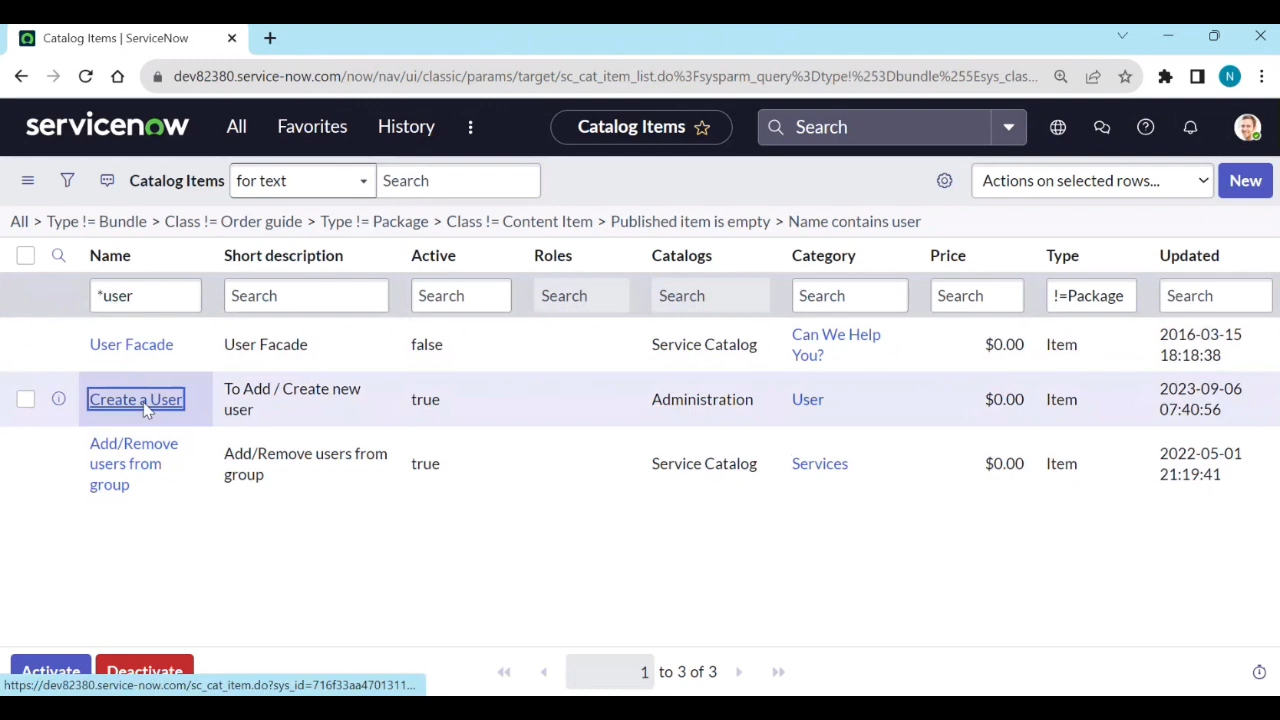 Catalog Items | ServiceNow
dev82380.service-now.com/now/nav/ui/classic/params/target/sc_cat_item_list.do%3Fsysparm_query%3Dtype!%253Dbundle%255Esys_clas...
N
servicenow All Favorites History Catalog Items Search
Catalog Items for text Search Actions on selected rows... New
All > Type != Bundle > Class != Order guide > Type != Package > Class != Content Item > Published item is empty > Name contains user
Name Short description Active Roles Catalogs Category Price Type Updated
*user Search Search Search Search Search Search !=Package Search
User Facade User Facade false Service Catalog Can We Help You? $0.00 Item 2016-03-15 18:18:38
Create a User To Add / Create new user true Administration User $0.00 Item 2023-09-06 07:40:56
Add/Remove users from group Add/Remove users from group true Service Catalog Services $0.00 Item 2022-05-01 21:19:41
Activate Deactivate 1 to 3 of 3
https://dev82380.service-now.com/sc_cat_item.do?sys_id=716f33aa4701311...